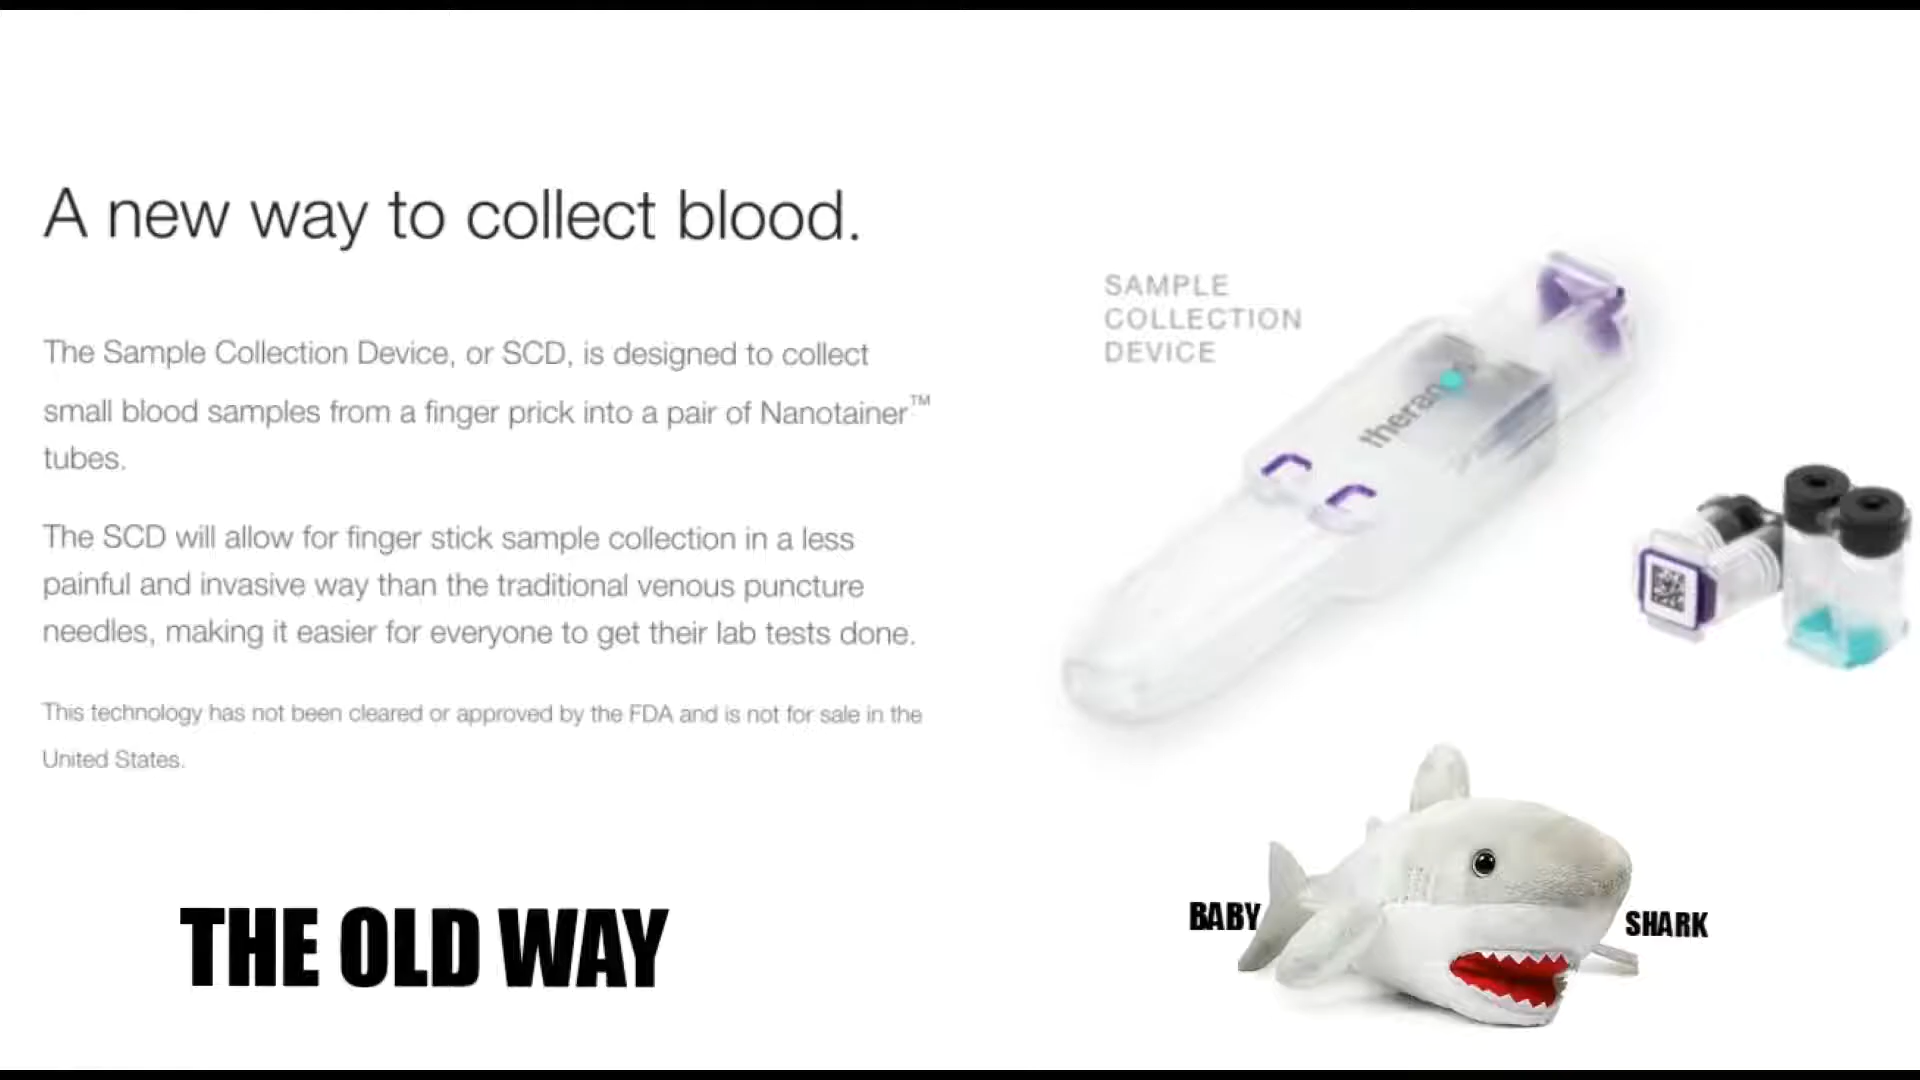 A new way to collect blood.
The Sample Collection Device, or SCD, is designed to collect
small blood samples from a finger prick into a pair of Nanotainer™
tubes.
The SCD will allow for finger stick sample collection in a less
painful and invasive way than the traditional venous puncture
needles, making it easier for everyone to get their lab tests done.
This technology has not been cleared or approved by the FDA and is not for sale in the
United States.
SAMPLE
COLLECTION
DEVICE
THE OLD WAY
BABY
SHARK